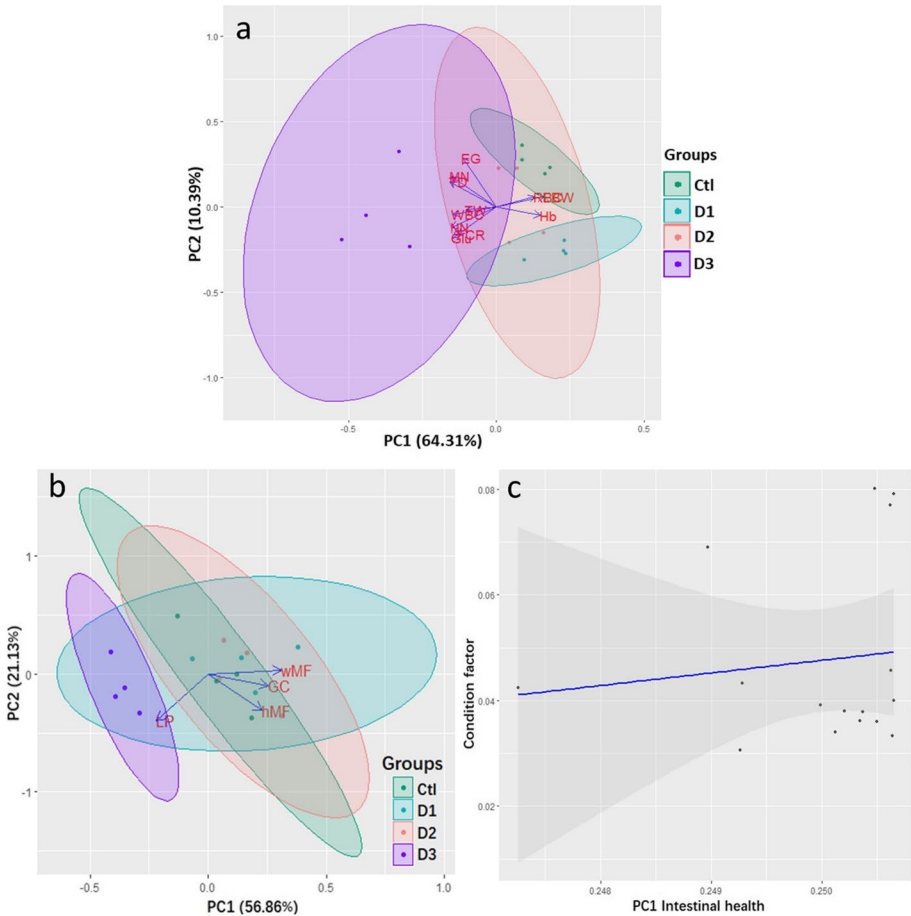 a
1.0
0.5
0.0
-0.5
-1.0
PC2 (10.39%)
EG
MN
WBC
Glu
Hb
-0.5
0.0
0.5
PC1 (64.31%)
Groups
Ctl
D1
D2
D3
b
1
0
-1
PC2 (21.13%)
wMF
GC
hMF
LP
-0.5
0.0
0.5
1.0
PC1 (56.86%)
Groups
Ctl
D1
D2
D3
c
0.08
0.06
0.04
0.02
Condition factor
0.248
0.249
0.250
PC1 Intestinal health